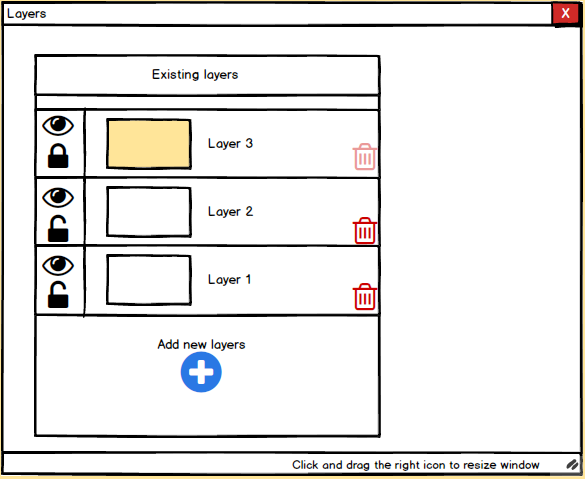 Layers
X
Existing layers
Layer 3
Layer 2
Layer 1
Add new layers
Click and drag the right icon to resize window